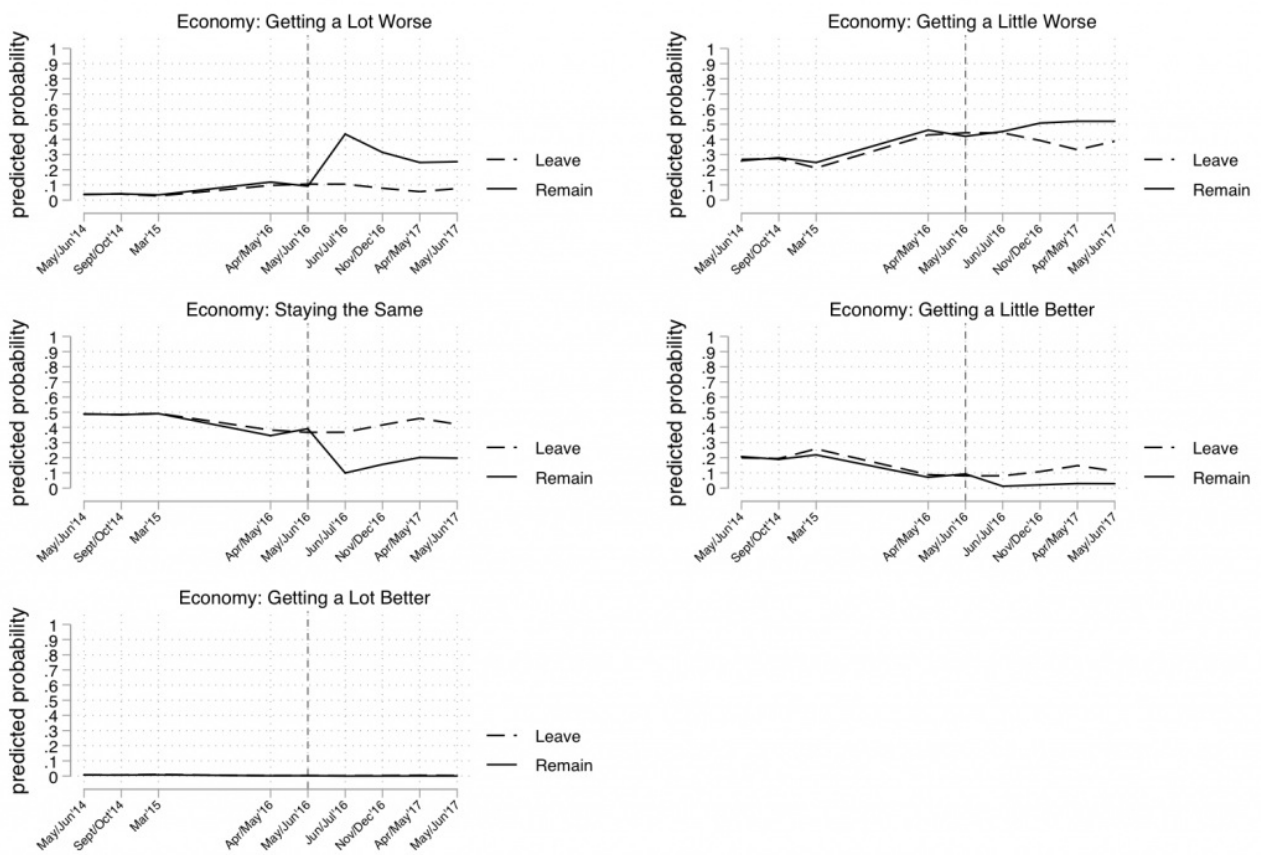 Economy: Getting a Lot Worse
predicted probability
1
.9
.8
.7
.6
.5
.4
.3
.2
.1
0
May/Jun'14
Sept/Oct'14
Mar'15
Apr/May'16
May/Jun'16
Jun/Jul'16
Nov/Dec'16
Apr/May'17
May/Jun'17
Leave
Remain
Economy: Getting a Little Worse
predicted probability
1
.9
.8
.7
.6
.5
.4
.3
.2
.1
0
May/Jun'14
Sept/Oct'14
Mar'15
Apr/May'16
May/Jun'16
Jun/Jul'16
Nov/Dec'16
Apr/May'17
May/Jun'17
Leave
Remain
Economy: Staying the Same
predicted probability
1
.9
.8
.7
.6
.5
.4
.3
.2
.1
0
May/Jun'14
Sept/Oct'14
Mar'15
Apr/May'16
May/Jun'16
Jun/Jul'16
Nov/Dec'16
Apr/May'17
May/Jun'17
Leave
Remain
Economy: Getting a Little Better
predicted probability
1
.9
.8
.7
.6
.5
.4
.3
.2
.1
0
May/Jun'14
Sept/Oct'14
Mar'15
Apr/May'16
May/Jun'16
Jun/Jul'16
Nov/Dec'16
Apr/May'17
May/Jun'17
Leave
Remain
Economy: Getting a Lot Better
predicted probability
1
.9
.8
.7
.6
.5
.4
.3
.2
.1
0
May/Jun'14
Sept/Oct'14
Mar'15
Apr/May'16
May/Jun'16
Jun/Jul'16
Nov/Dec'16
Apr/May'17
May/Jun'17
Leave
Remain